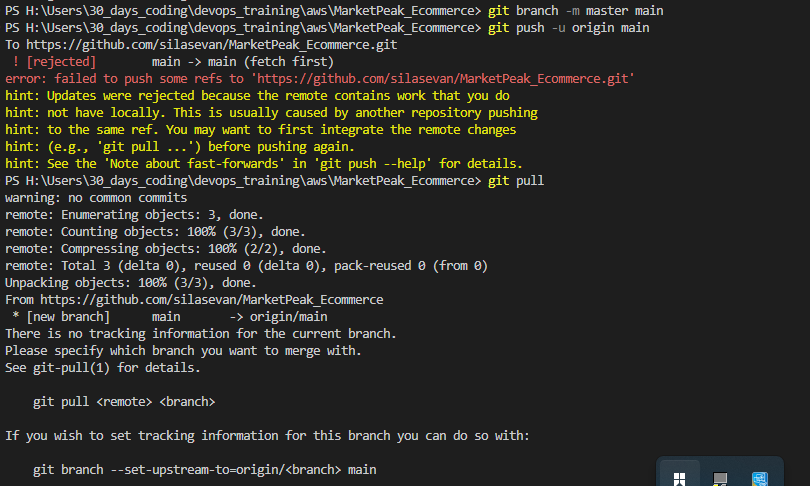 PS H:\Users\30_days_coding\devops_training\aws\MarketPeak_Ecommerce> git branch -m master main
PS H:\Users\30_days_coding\devops_training\aws\MarketPeak_Ecommerce> git push -u origin main
To https://github.com/silasevan/MarketPeak_Ecommerce.git
 ! [rejected]        main -> main (fetch first)
error: failed to push some refs to 'https://github.com/silasevan/MarketPeak_Ecommerce.git'
hint: Updates were rejected because the remote contains work that you do
hint: not have locally. This is usually caused by another repository pushing
hint: to the same ref. You may want to first integrate the remote changes
hint: (e.g., 'git pull ...') before pushing again.
hint: See the 'Note about fast-forwards' in 'git push --help' for details.
PS H:\Users\30_days_coding\devops_training\aws\MarketPeak_Ecommerce> git pull
warning: no common commits
remote: Enumerating objects: 3, done.
remote: Counting objects: 100% (3/3), done.
remote: Compressing objects: 100% (2/2), done.
remote: Total 3 (delta 0), reused 0 (delta 0), pack-reused 0 (from 0)
Unpacking objects: 100% (3/3), done.
From https://github.com/silasevan/MarketPeak_Ecommerce
 * [new branch]      main       -> origin/main
There is no tracking information for the current branch.
Please specify which branch you want to merge with.
See git-pull(1) for details.

    git pull <remote> <branch>

If you wish to set tracking information for this branch you can do so with:

    git branch --set-upstream-to=origin/<branch> main